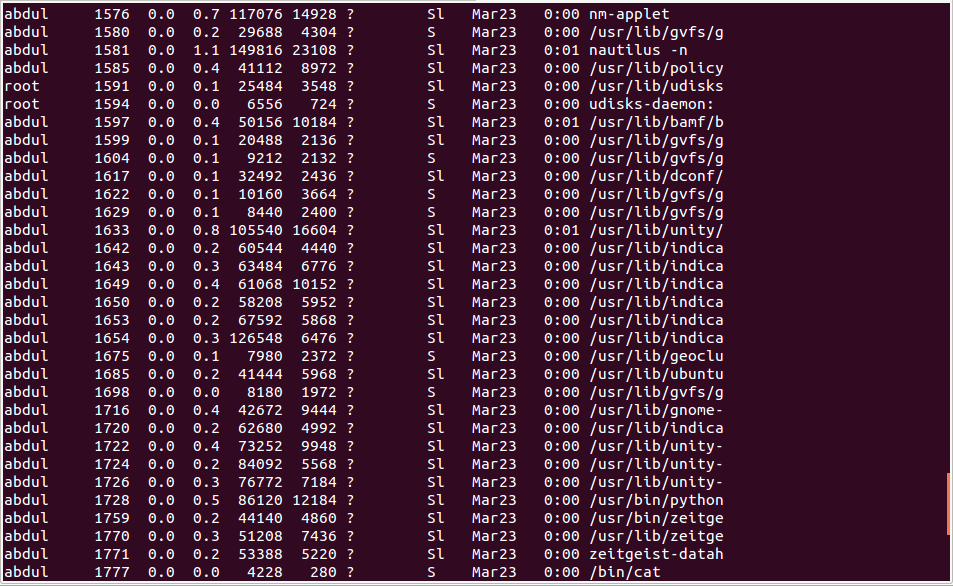 abdul     1576  0.0  0.7 117076 14928 ?        Sl   Mar23   0:00 nm-applet
abdul     1580  0.0  0.2  29688  4304 ?        S    Mar23   0:00 /usr/lib/gvfs/g
abdul     1581  0.0  1.1 149816 23108 ?        Sl   Mar23   0:01 nautilus -n
abdul     1585  0.0  0.4  41112  8972 ?        Sl   Mar23   0:00 /usr/lib/policy
root      1591  0.0  0.1  25484  3548 ?        Sl   Mar23   0:00 /usr/lib/udisks
root      1594  0.0  0.0   6556   724 ?        S    Mar23   0:00 udisks-daemon:
abdul     1597  0.0  0.4  50156 10184 ?        Sl   Mar23   0:01 /usr/lib/bamf/b
abdul     1599  0.0  0.1  20488  2136 ?        Sl   Mar23   0:00 /usr/lib/gvfs/g
abdul     1604  0.0  0.1   9212  2132 ?        S    Mar23   0:00 /usr/lib/gvfs/g
abdul     1617  0.0  0.1  32492  2436 ?        Sl   Mar23   0:00 /usr/lib/dconf/
abdul     1622  0.0  0.1  10160  3664 ?        S    Mar23   0:00 /usr/lib/gvfs/g
abdul     1629  0.0  0.1   8440  2400 ?        S    Mar23   0:00 /usr/lib/gvfs/g
abdul     1633  0.0  0.8 105540 16604 ?        Sl   Mar23   0:01 /usr/lib/unity/
abdul     1642  0.0  0.2  60544  4440 ?        Sl   Mar23   0:00 /usr/lib/indica
abdul     1643  0.0  0.3  63484  6776 ?        Sl   Mar23   0:00 /usr/lib/indica
abdul     1649  0.0  0.4  61068 10152 ?        Sl   Mar23   0:00 /usr/lib/indica
abdul     1650  0.0  0.2  58208  5952 ?        Sl   Mar23   0:00 /usr/lib/indica
abdul     1653  0.0  0.2  67592  5868 ?        Sl   Mar23   0:00 /usr/lib/indica
abdul     1654  0.0  0.3 126548  6476 ?        Sl   Mar23   0:00 /usr/lib/indica
abdul     1675  0.0  0.1   7980  2372 ?        S    Mar23   0:00 /usr/lib/geoclu
abdul     1685  0.0  0.2  41444  5968 ?        Sl   Mar23   0:00 /usr/lib/ubuntu
abdul     1698  0.0  0.0   8180  1972 ?        S    Mar23   0:00 /usr/lib/gvfs/g
abdul     1716  0.0  0.4  42672  9444 ?        Sl   Mar23   0:00 /usr/lib/gnome-
abdul     1720  0.0  0.2  62680  4992 ?        Sl   Mar23   0:00 /usr/lib/indica
abdul     1722  0.0  0.4  73252  9948 ?        Sl   Mar23   0:00 /usr/lib/unity-
abdul     1724  0.0  0.2  84092  5568 ?        Sl   Mar23   0:00 /usr/lib/unity-
abdul     1726  0.0  0.3  76772  7184 ?        Sl   Mar23   0:00 /usr/lib/unity-
abdul     1728  0.0  0.5  86120 12184 ?        Sl   Mar23   0:00 /usr/bin/python
abdul     1759  0.0  0.2  44140  4860 ?        Sl   Mar23   0:00 /usr/bin/zeitge
abdul     1770  0.0  0.3  51208  7436 ?        Sl   Mar23   0:00 /usr/lib/zeitge
abdul     1771  0.0  0.2  53388  5220 ?        Sl   Mar23   0:00 zeitgeist-datah
abdul     1777  0.0  0.0   4228   280 ?        S    Mar23   0:00 /bin/cat